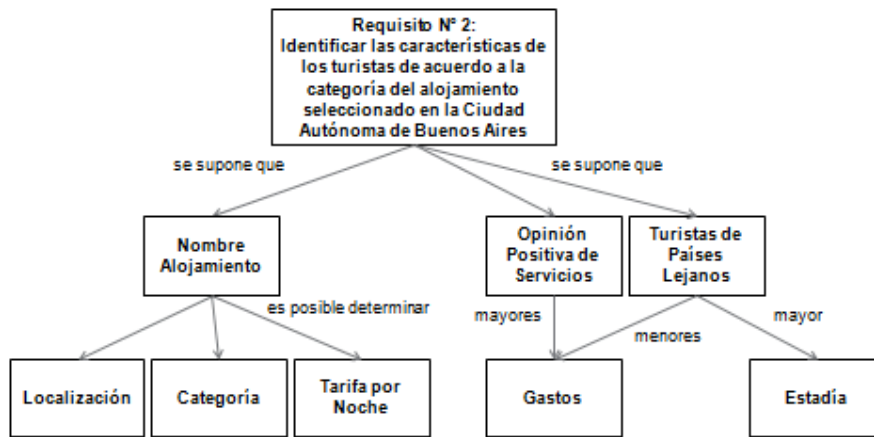 Requisito N° 2:
Identificar las características de
los turistas de acuerdo a la
categoría del alojamiento
seleccionado en la Ciudad
Autónoma de Buenos Aires
se supone que
se supone que
Nombre
Alojamiento
Opinión
Positiva de
Servicios
Turistas de
Países
Lejanos
es posible determinar
mayores
menores
mayor
Localización
Categoría
Tarifa por
Noche
Gastos
Estadía